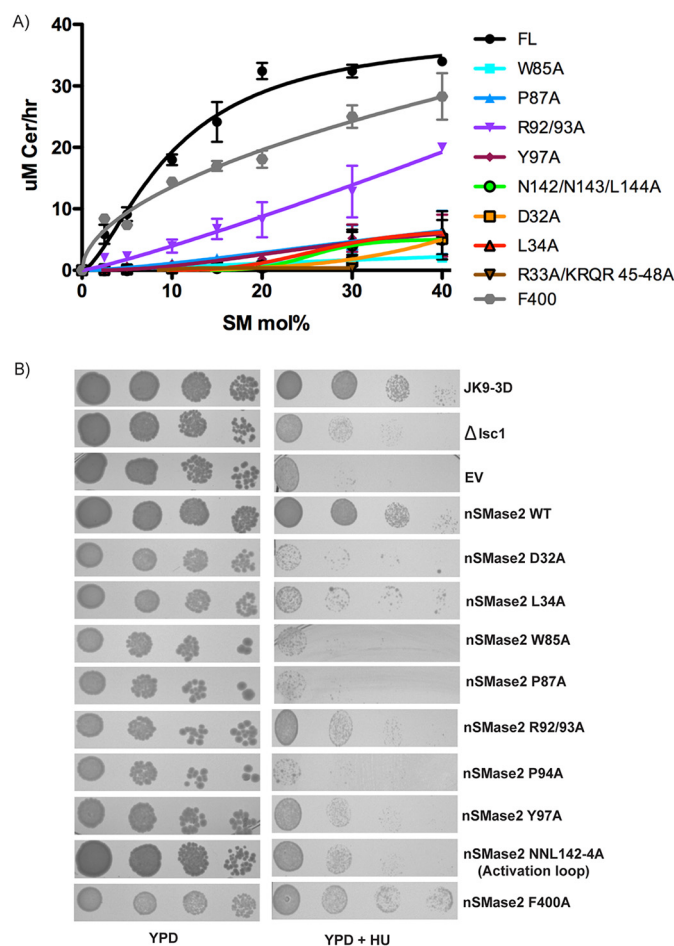 A)
uM Cer/hr
40
30
20
10
0
0
10
20
30
40
SM mol%
FL
W85A
P87A
R92/93A
Y97A
N142/N143/L144A
D32A
L34A
R33A/KRQR 45-48A
F400
B)
JK9-3D
Δ Isc1
EV
nSMase2 WT
nSMase2 D32A
nSMase2 L34A
nSMase2 W85A
nSMase2 P87A
nSMase2 R92/93A
nSMase2 P94A
nSMase2 Y97A
nSMase2 NNL142-4A
(Activation loop)
nSMase2 F400A
YPD
YPD + HU